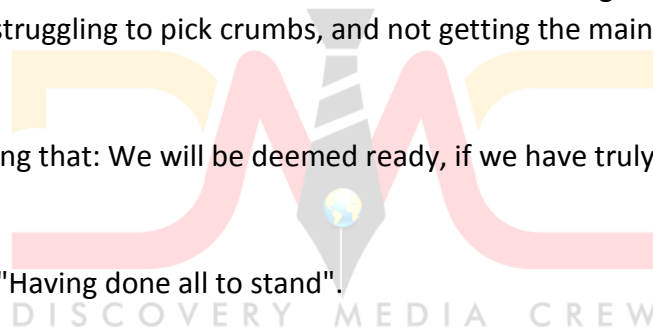 struggling to pick crumbs, and not getting the main
ng that: We will be deemed ready, if we have truly
"Having done all to stand".
DISCOVERY MEDIA CREW